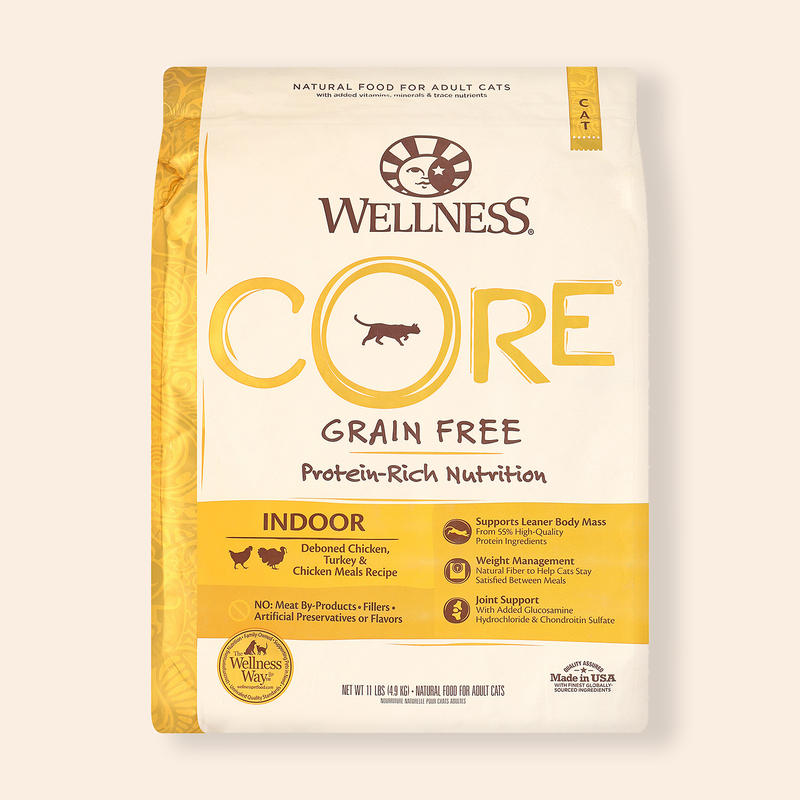 NATURAL FOOD FOR ADULT CATS
with added vitamins, minerals & trace nutrients
CAT
WELLNESS®
CORE®
GRAIN FREE
Protein-Rich Nutrition
INDOOR
Deboned Chicken,
Turkey &
Chicken Meals Recipe
NO: Meat By-Products • Fillers •
Artificial Preservatives or Flavors
Supports Leaner Body Mass
From 55% High-Quality
Protein Ingredients
Weight Management
Natural Fiber to Help Cats Stay
Satisfied Between Meals
Joint Support
With Added Glucosamine
Hydrochloride & Chondroitin Sulfate
The
Wellness
Way
wellnesspetfood.com
NET WT 11 LBS (4.9 KG) • NATURAL FOOD FOR ADULT CATS
NOURRITURE NATURELLE POUR CHATS ADULTES
QUALITY ASSURED
Made in USA
WITH FINEST GLOBALLY-
SOURCED INGREDIENTS